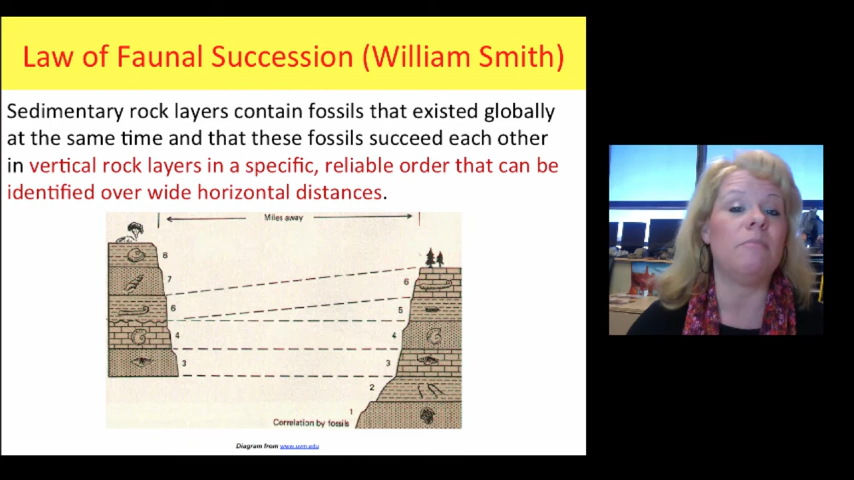 Law of Faunal Succession (William Smith)
Sedimentary rock layers contain fossils that existed globally
at the same time and that these fossils succeed each other
in vertical rock layers in a specific, reliable order that can be
identified over wide horizontal distances.
Miles away
8
7
6
6
5
4
4
3
3
2
1
Correlation by fossils
Diagram from www.uvm.edu